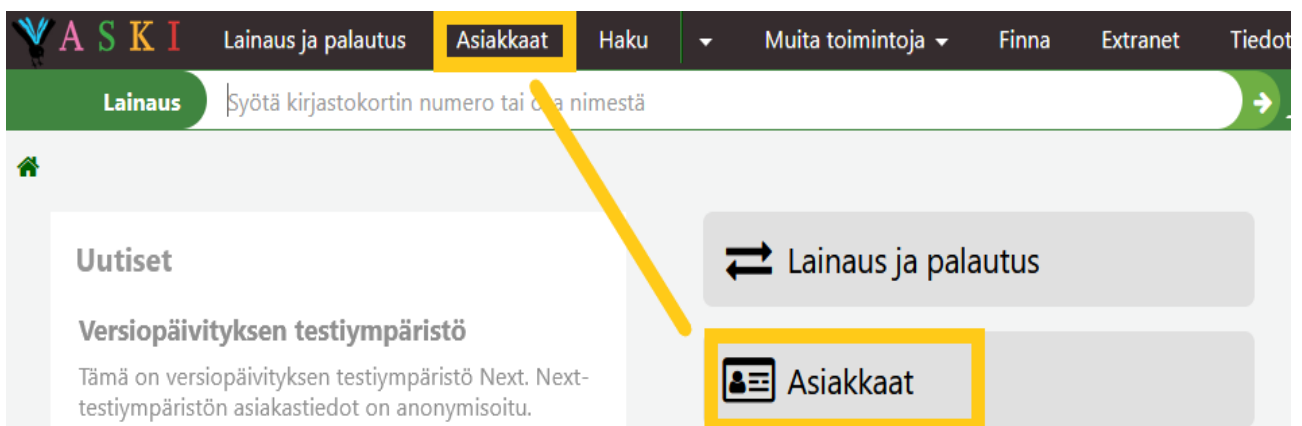 VASKI Lainaus ja palautus Asiakkaat Haku Muita toimintoja Finna Extranet Tiedot
Lainaus Syötä kirjastokortin numero tai nimestä
Uutiset
Versiopäivityksen testiympäristö
Tämä on versiopäivityksen testiympäristö Next. Next-
testiympäristön asiakastiedot on anonymisoitu.
Lainaus ja palautus
Asiakkaat